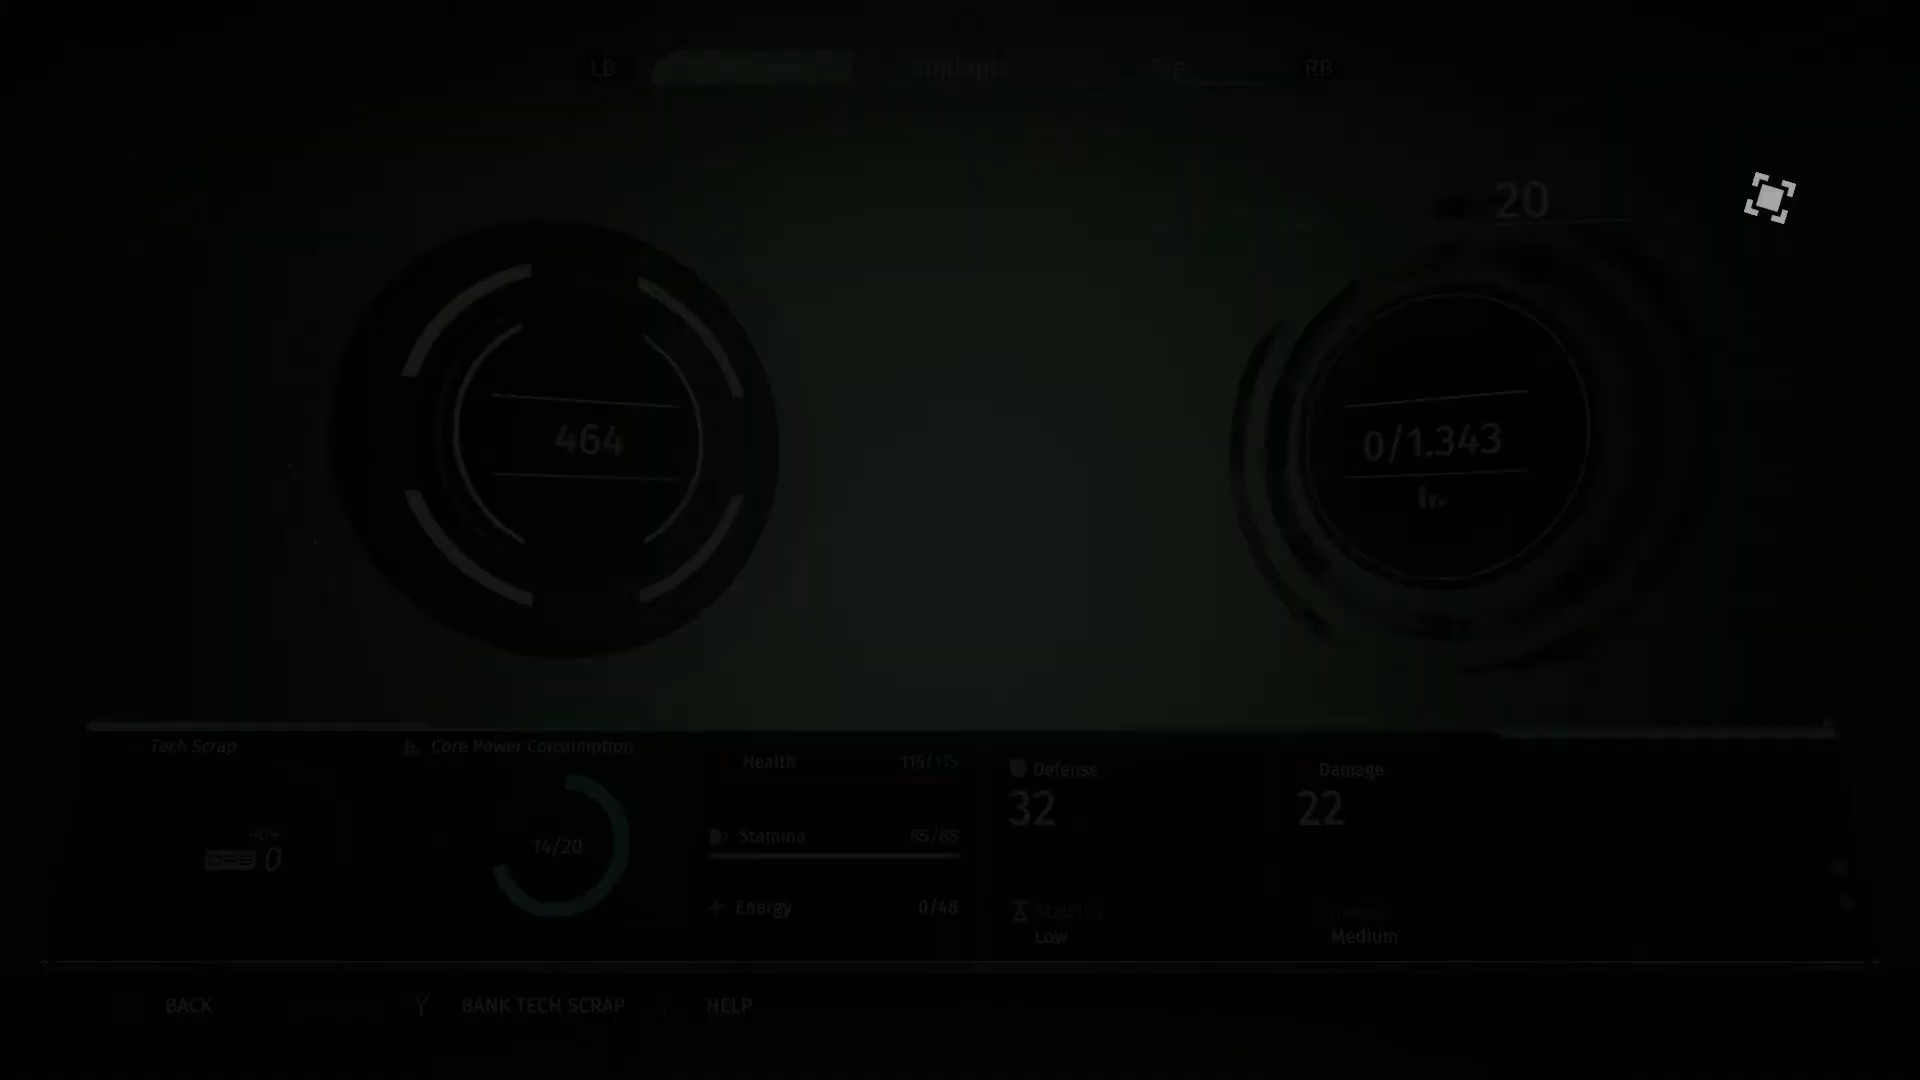 LB
RB
20
464
0/1.343
Tech Scrap
Core Power Consumption
0
14/20
Health 115/115
Stamina 85/85
Energy 0/48
Defense
32
Low
Damage
22
Medium
BACK
Y BANK TECH SCRAP
HELP